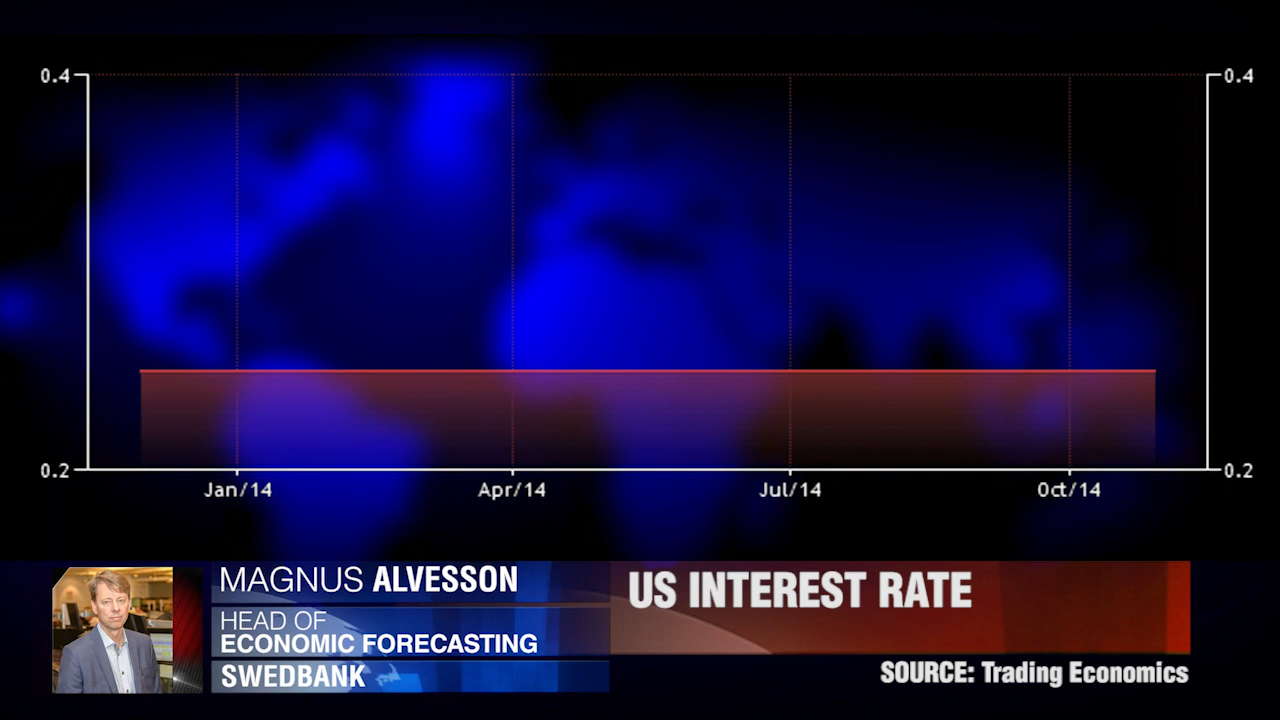 0.4
0.4
0.2
0.2
Jan/14
Apr/14
Jul/14
Oct/14
MAGNUS ALVESSON
HEAD OF
ECONOMIC FORECASTING
SWEDBANK
US INTEREST RATE
SOURCE: Trading Economics